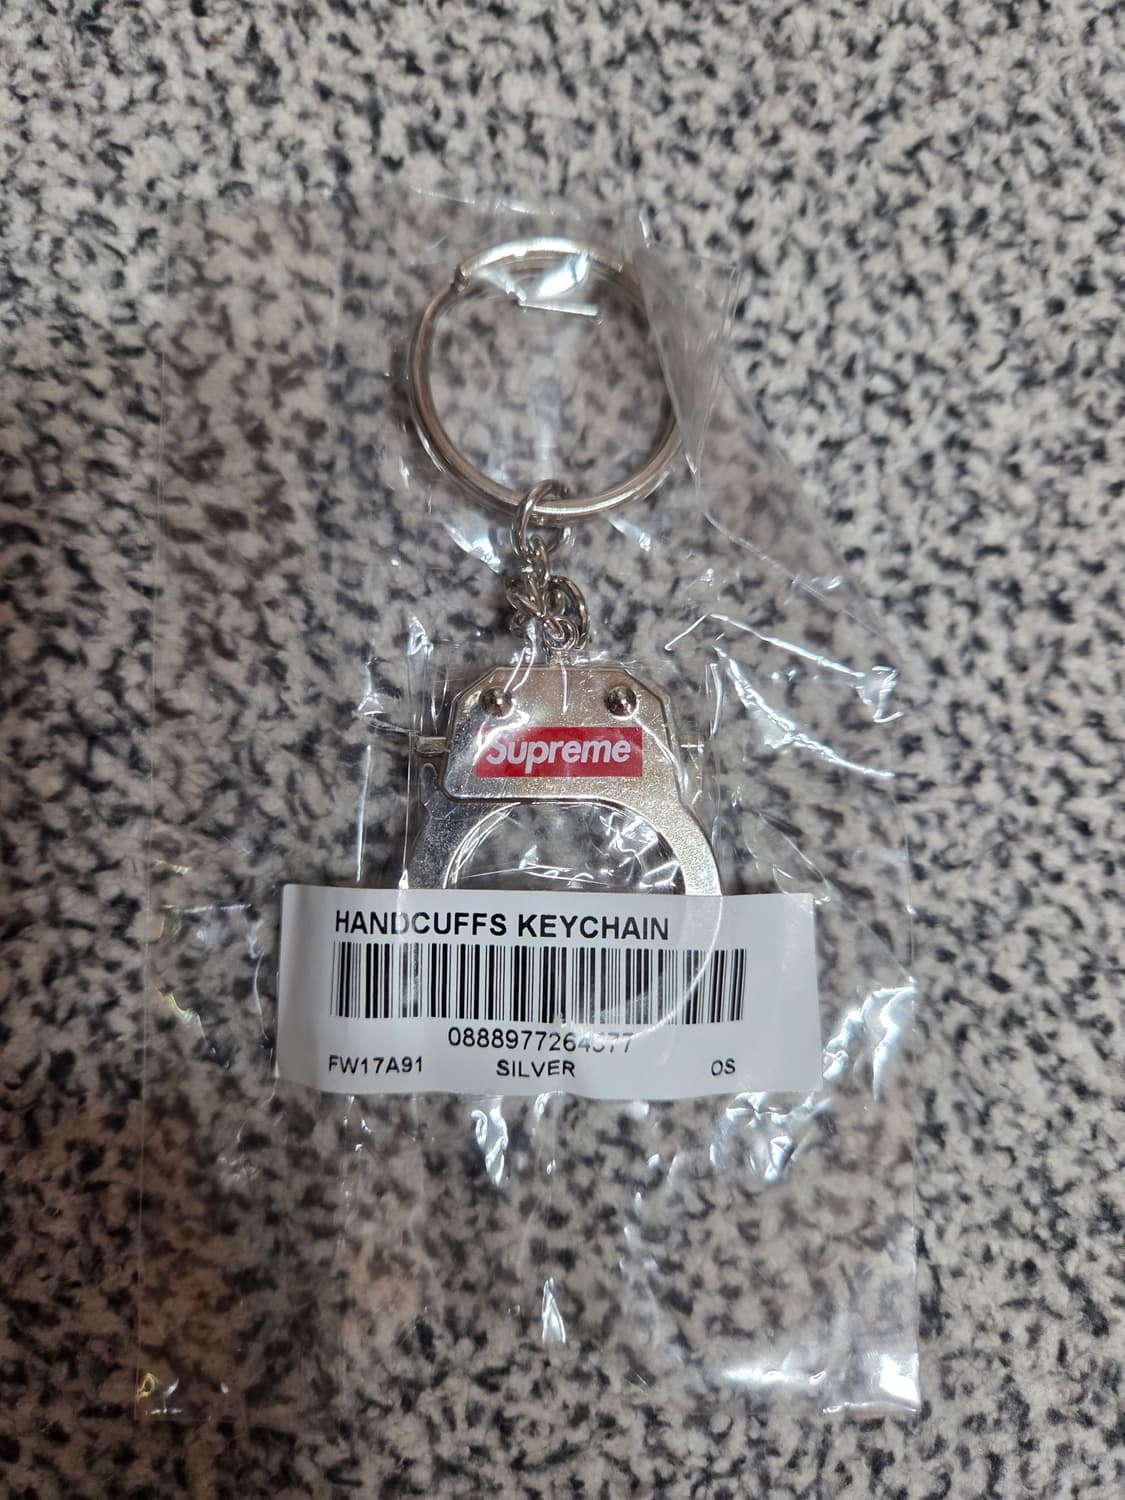 Supreme
HANDCUFFS KEYCHAIN
FW17A91 SILVER OS